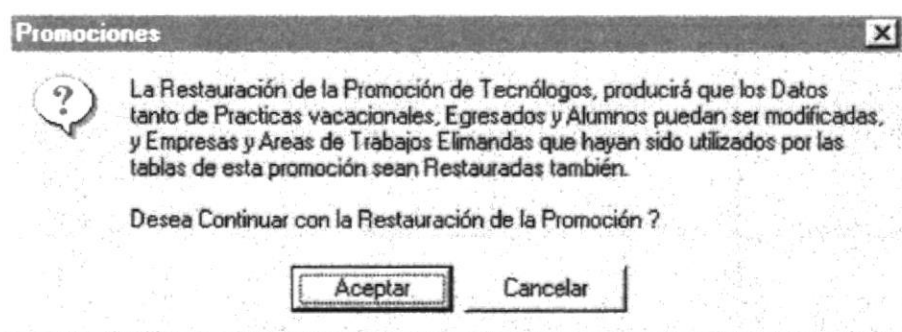 Promociones
La Restauración de la Promoción de Tecnólogos, producirá que los Datos
tanto de Practicas vacacionales, Egresados y Alumnos puedan ser modificadas,
y Empresas y Areas de Trabajos Elimandas que hayan sido utilizados por las
tablas de esta promoción sean Restauradas también.
Desea Continuar con la Restauración de la Promoción ?
Aceptar Cancelar